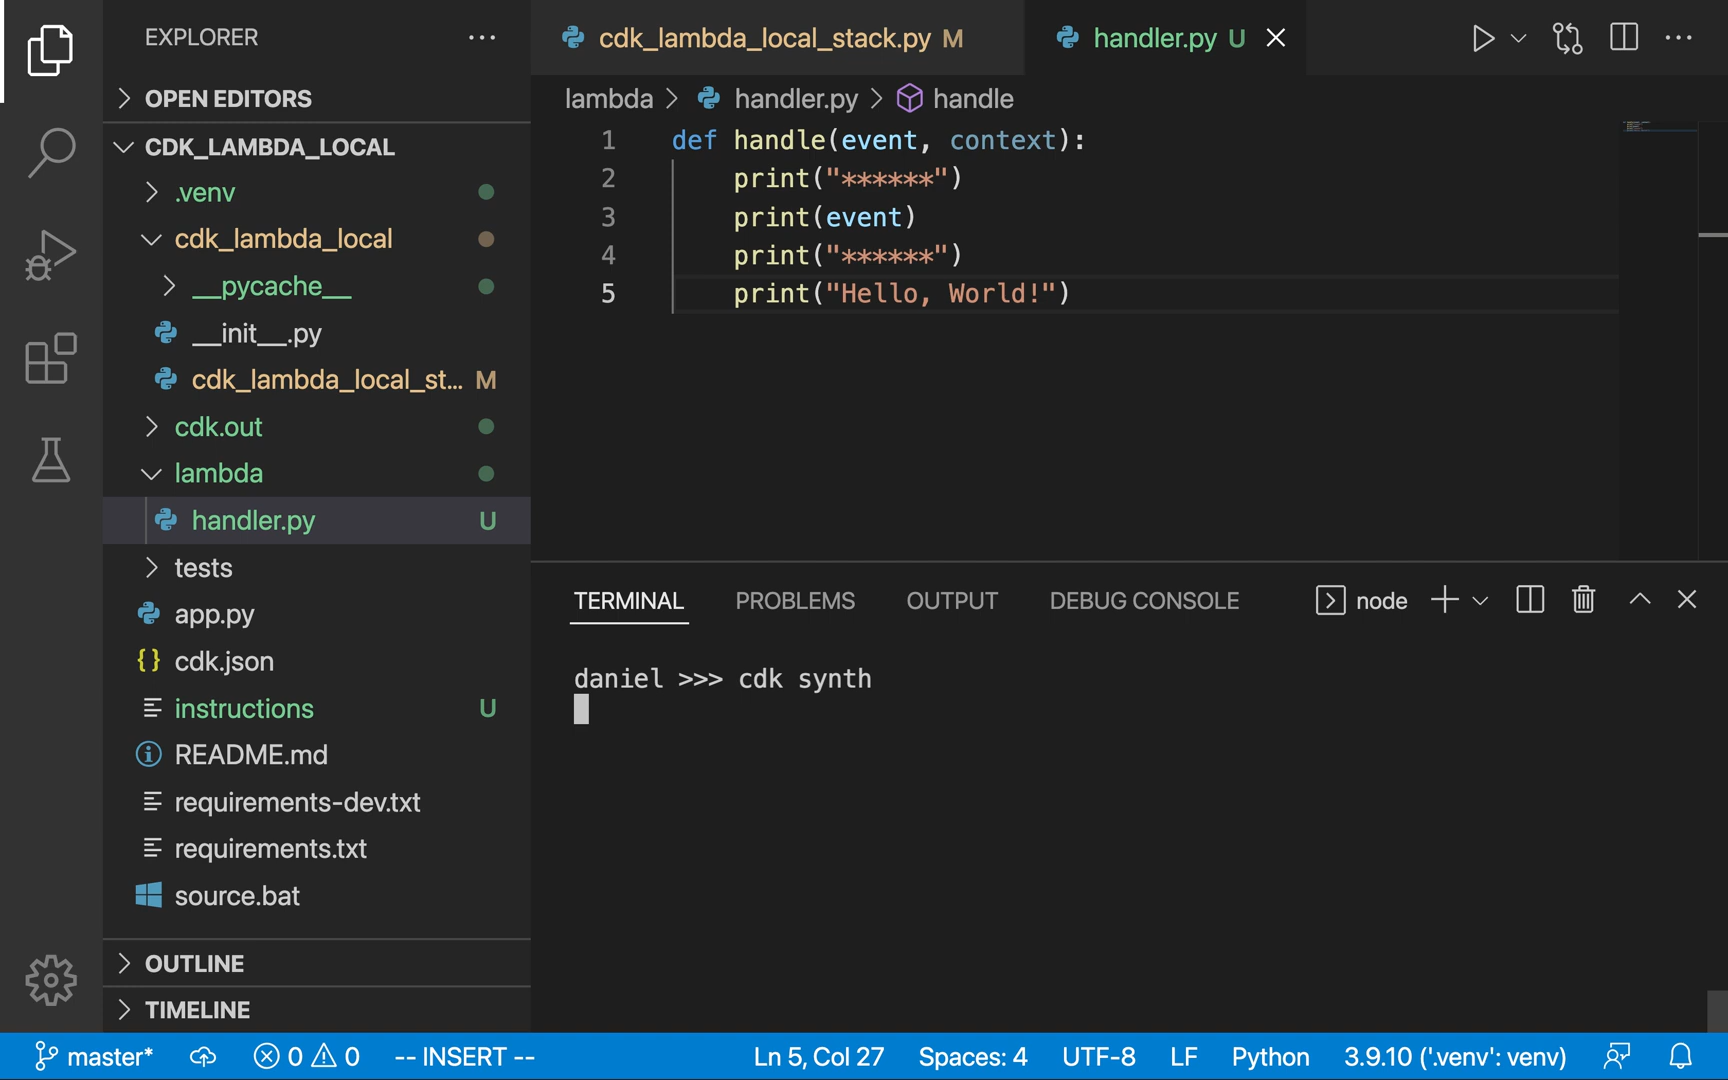 EXPLORER
OPEN EDITORS
CDK_LAMBDA_LOCAL
.venv
cdk_lambda_local
__pycache__
__init__.py
cdk_lambda_local_st... M
cdk.out
lambda
handler.py U
tests
app.py
{} cdk.json
instructions U
README.md
requirements-dev.txt
requirements.txt
source.bat
OUTLINE
TIMELINE
cdk_lambda_local_stack.py M
handler.py U
lambda > handler.py > handle
1 def handle(event, context):
2 print("******")
3 print(event)
4 print("******")
5 print("Hello, World!")
TERMINAL PROBLEMS OUTPUT DEBUG CONSOLE
node
daniel >>> cdk synth
master* 0 0 -- INSERT -- Ln 5, Col 27 Spaces: 4 UTF-8 LF Python 3.9.10 ('.venv': venv)